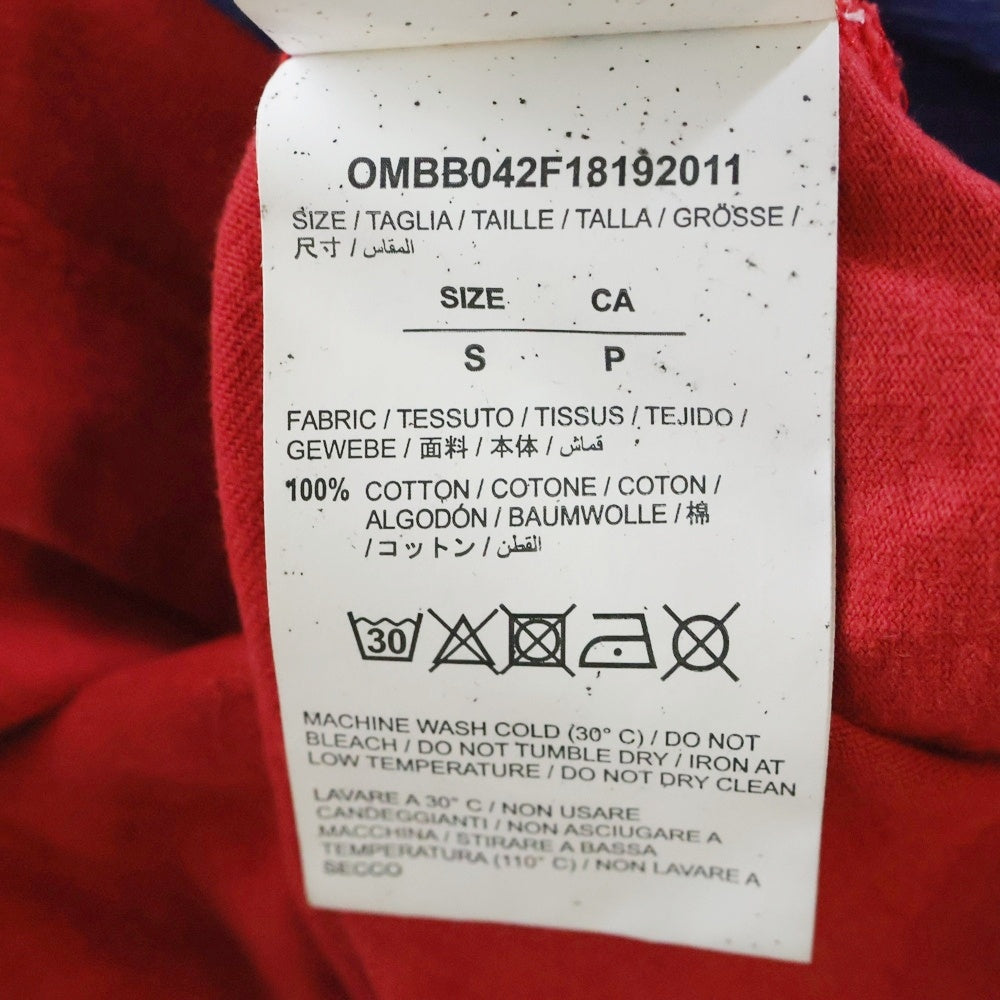 OMBB042F18192011
SIZE / TAGLIA / TAILLE / TALLA / GRÖSSE /
尺寸 / المقاس
SIZE CA
S P
FABRIC / TESSUTO / TISSUS / TEJIDO /
GEWEBE / 面料 / 本体 / قماش
100% COTTON / COTONE / COTON /
ALGODÓN / BAUMWOLLE / 棉
/ コットン / القطن
30
MACHINE WASH COLD (30° C) / DO NOT
BLEACH / DO NOT TUMBLE DRY / IRON AT
LOW TEMPERATURE / DO NOT DRY CLEAN
LAVARE A 30° C / NON USARE
CANDEGGIANTI / NON ASCIUGARE A
MACCHINA / STIRARE A BASSA
TEMPERATURA (110° C) / NON LAVARE A
SECCO